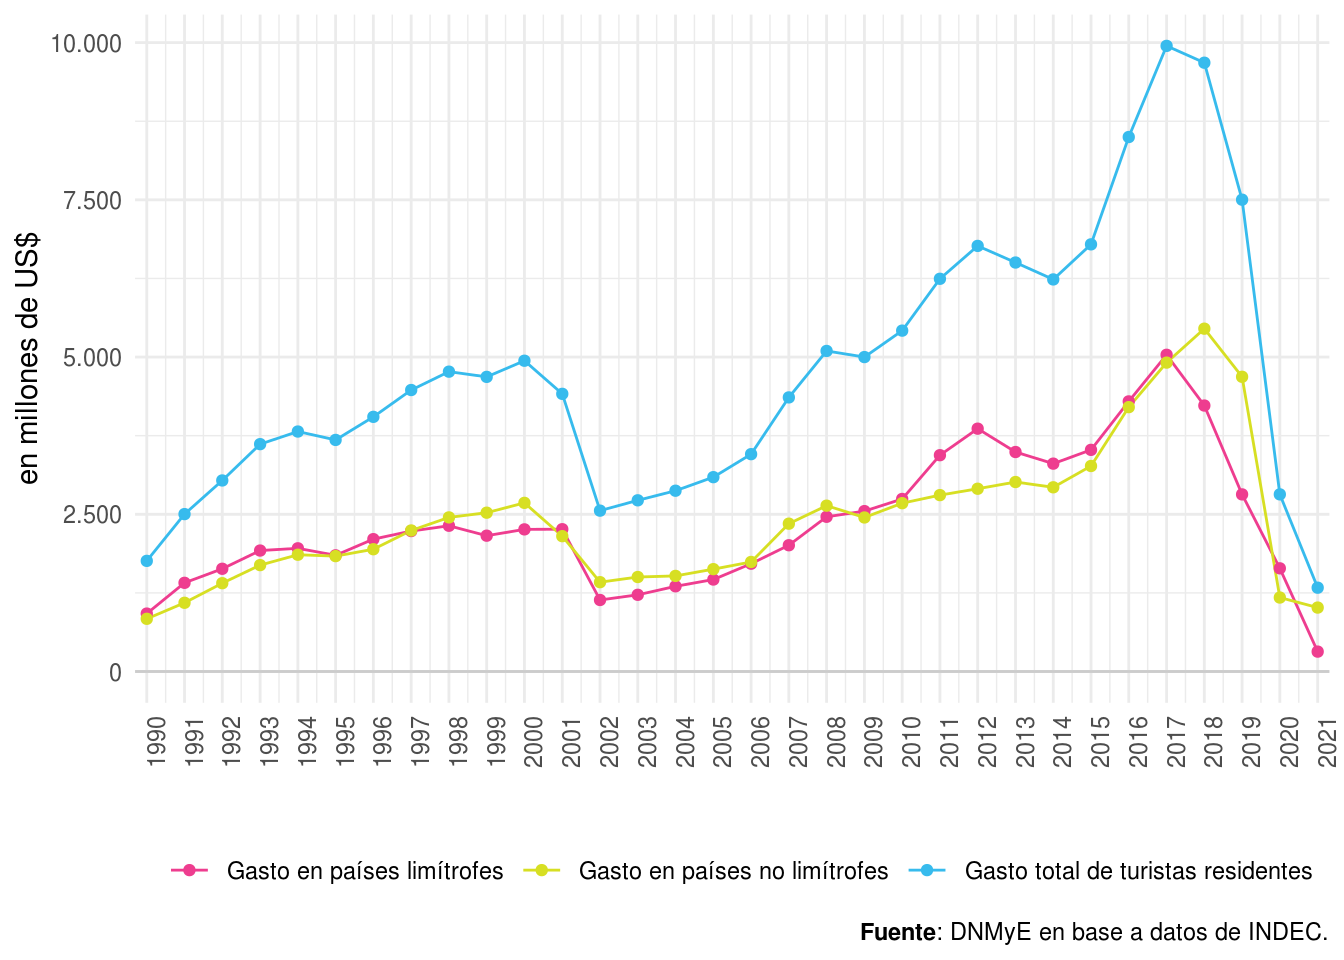 10.000
7.500
5.000
2.500
0
en millones de US$
1990 1991 1992 1993 1994 1995 1996 1997 1998 1999 2000 2001 2002 2003 2004 2005 2006 2007 2008 2009 2010 2011 2012 2013 2014 2015 2016 2017 2018 2019 2020 2021
Gasto en países limítrofes Gasto en países no limítrofes Gasto total de turistas residentes
Fuente: DNMyE en base a datos de INDEC.